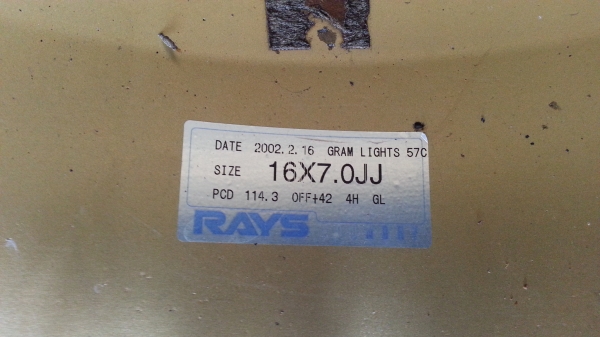 DATE 2002.2.16 GRAM LIGHTS 57C
SIZE 16X7.0JJ
PCD 114.3 OFF+42 4H GL
RAYS